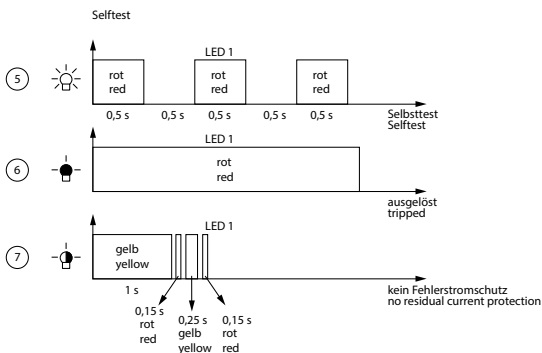 Selftest
LED 1
5
rot
red
rot
red
rot
red
0,5 s 0,5 s 0,5 s 0,5 s 0,5 s
Selbsttest
Selftest
LED 1
6
rot
red
ausgelöst
tripped
LED 1
7
gelb
yellow
1 s
kein Fehlerstromschutz
no residual current protection
0,15 s
rot
red
0,25 s
gelb
yellow
0,15 s
rot
red